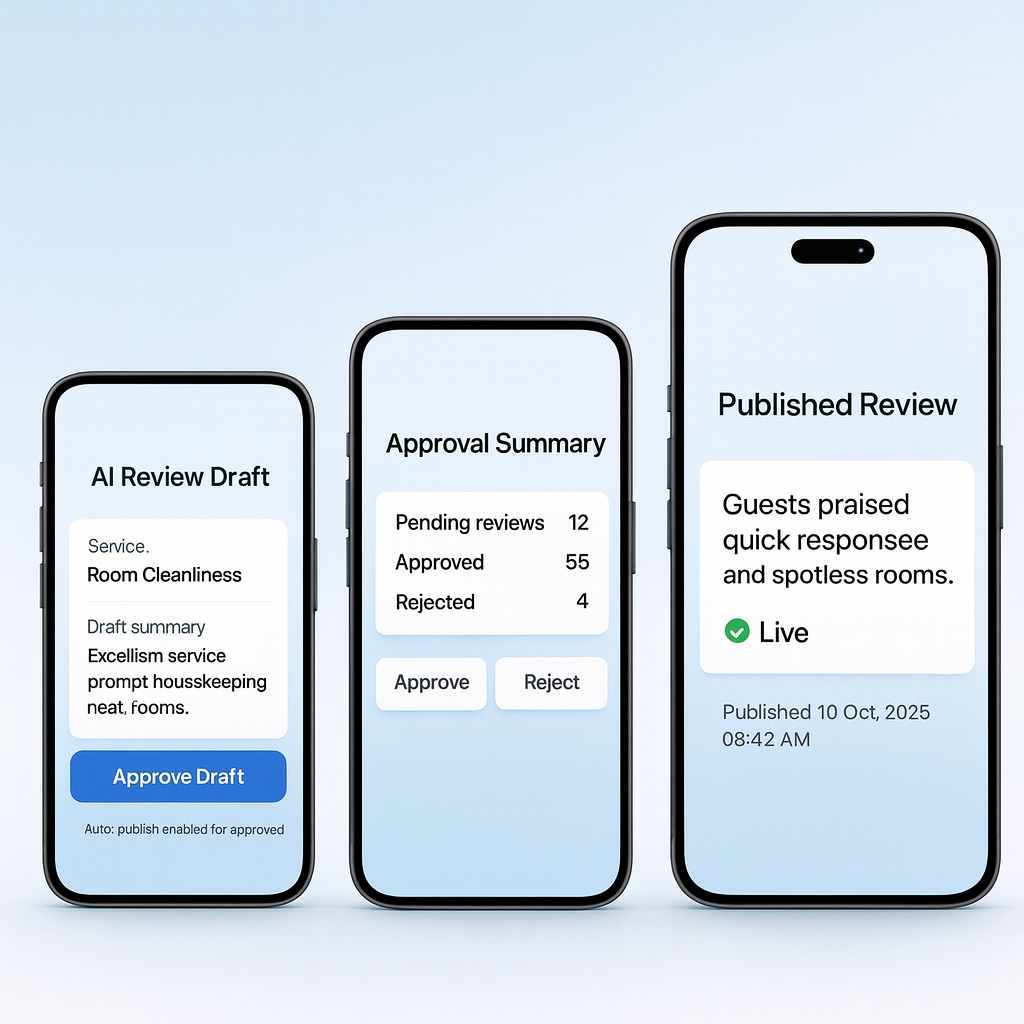 AI Review Draft
Service.
Room Cleanliness
Draft summary
Excellism service
prompt housskeeping
neat, fooms.
Approve Draft
Auto: publish enabled for approved
Approval Summary
Pending reviews 12
Approved 55
Rejected 4
Approve Reject
Published Review
Guests praised
quick responsee
and spotless rooms.
Live
Published 10 Oct, 2025
08:42 AM